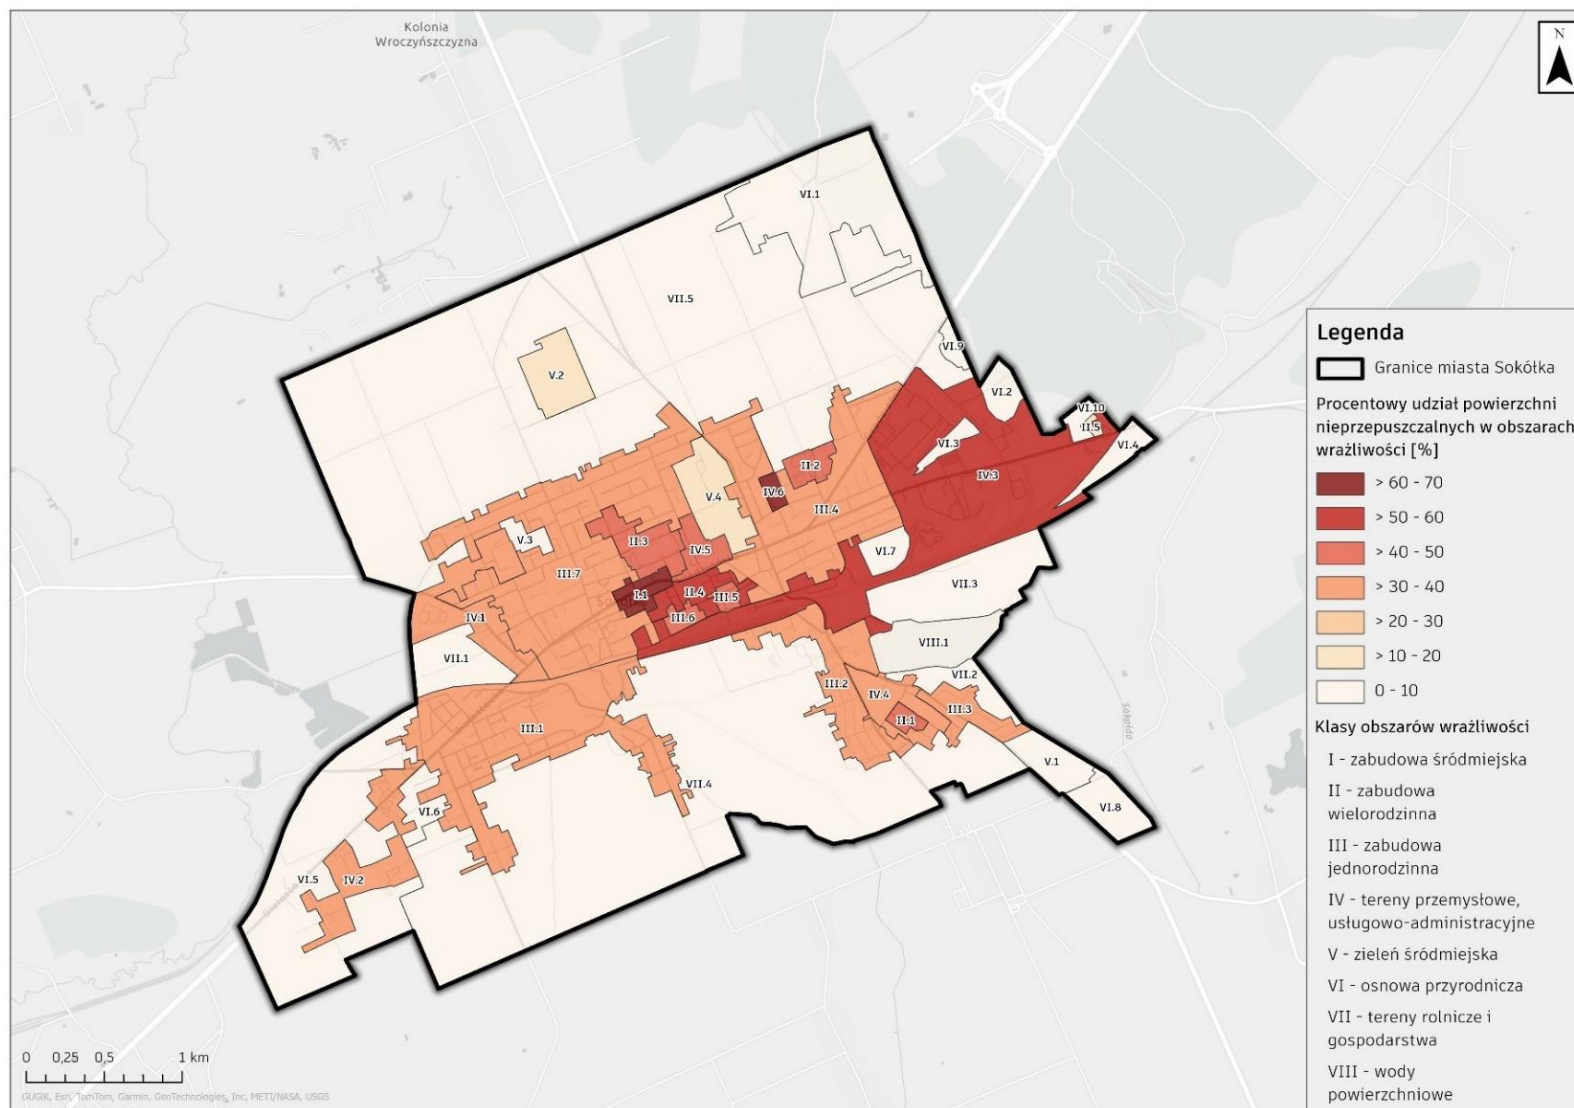 Kolonia
Wroczyńszczyzna
N
VI.1
VII.5
VI.9
V.2
VI.2
VI.10
II.5
VI.3
VI.4
II.2
IV.3
IV.6
V.4
III.4
V.3
II.3
IV.5
VI.7
III.7
VII.3
I.1
II.4
III.5
Sokółka
III.6
IV.1
VIII.1
VII.1
VII.2
III.2
IV.4
III.3
II.1
III.1
V.1
VII.4
VI.6
VI.8
VI.5
IV.2
Sokołda
Legenda
Granice miasta Sokółka
Procentowy udział powierzchni
nieprzepuszczalnych w obszarach
wrażliwości [%]
> 60 - 70
> 50 - 60
> 40 - 50
> 30 - 40
> 20 - 30
> 10 - 20
0 - 10
Klasy obszarów wrażliwości
I - zabudowa śródmiejska
II - zabudowa
wielorodzinna
III - zabudowa
jednorodzinna
IV - tereny przemysłowe,
usługowo-administracyjne
V - zieleń śródmiejska
VI - osnowa przyrodnicza
VII - tereny rolnicze i
gospodarstwa
VIII - wody
powierzchniowe
0 0,25 0,5 1 km
GUGiK, Esri, TomTom, Garmin, GeoTechnologies, Inc, METI/NASA, USGS